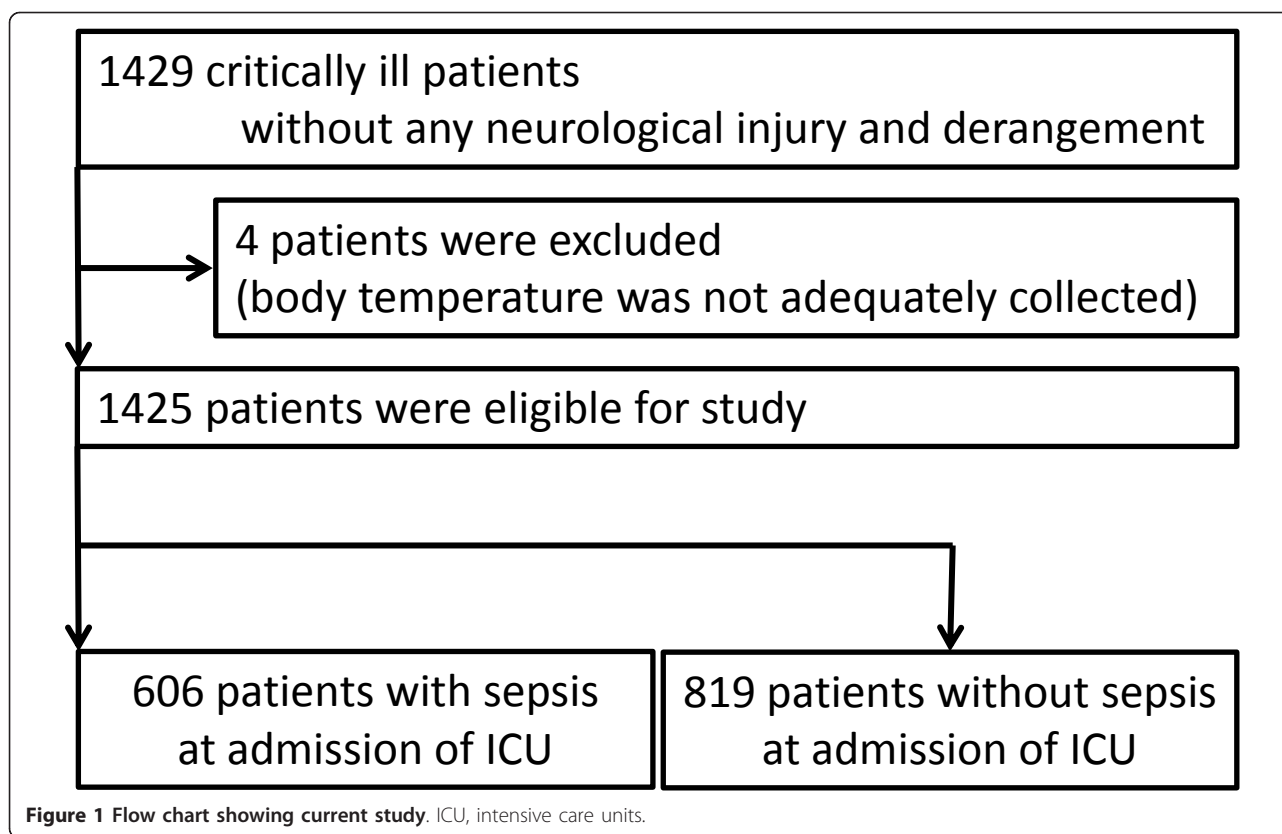 1429 critically ill patients
without any neurological injury and derangement
4 patients were excluded
(body temperature was not adequately collected)
1425 patients were eligible for study
606 patients with sepsis
at admission of ICU
819 patients without sepsis
at admission of ICU
Figure 1 Flow chart showing current study. ICU, intensive care units.